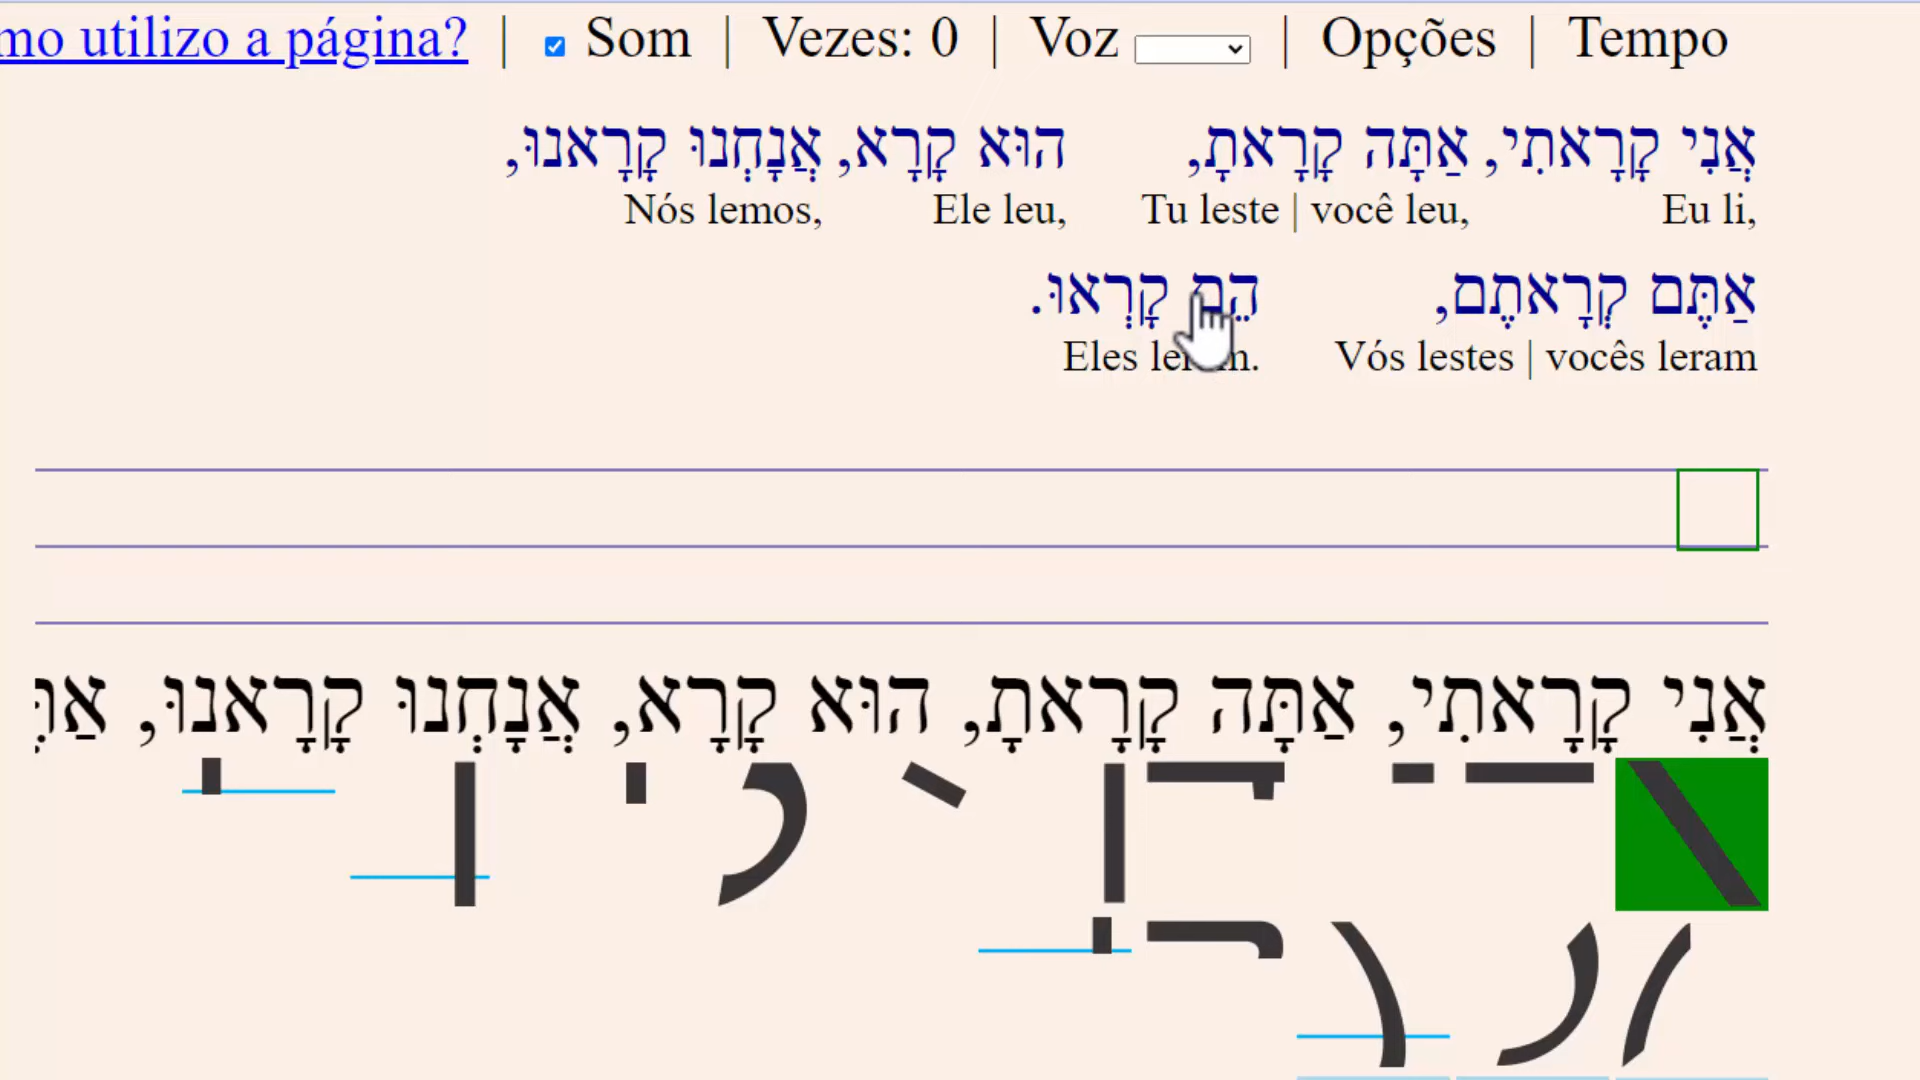 mo utilizo a página? | Som | Vezes: 0 | Voz | Opções | Tempo
אֲנִי קָרָאתִי, אַתָּה קָרָאתָ, הוּא קָרָא, אֲנָחְנוּ קָרָאנוּ,
Eu li, Tu leste | você leu, Ele leu, Nós lemos,
אַתֶּם קְרָאתֶם, הֵם קָרְאוּ.
Vós lestes | vocês leram Eles leram.
אֲנִי קָרָאתִי, אַתָּה קָרָאתָ, הוּא קָרָא, אֲנָחְנוּ קָרָאנוּ,